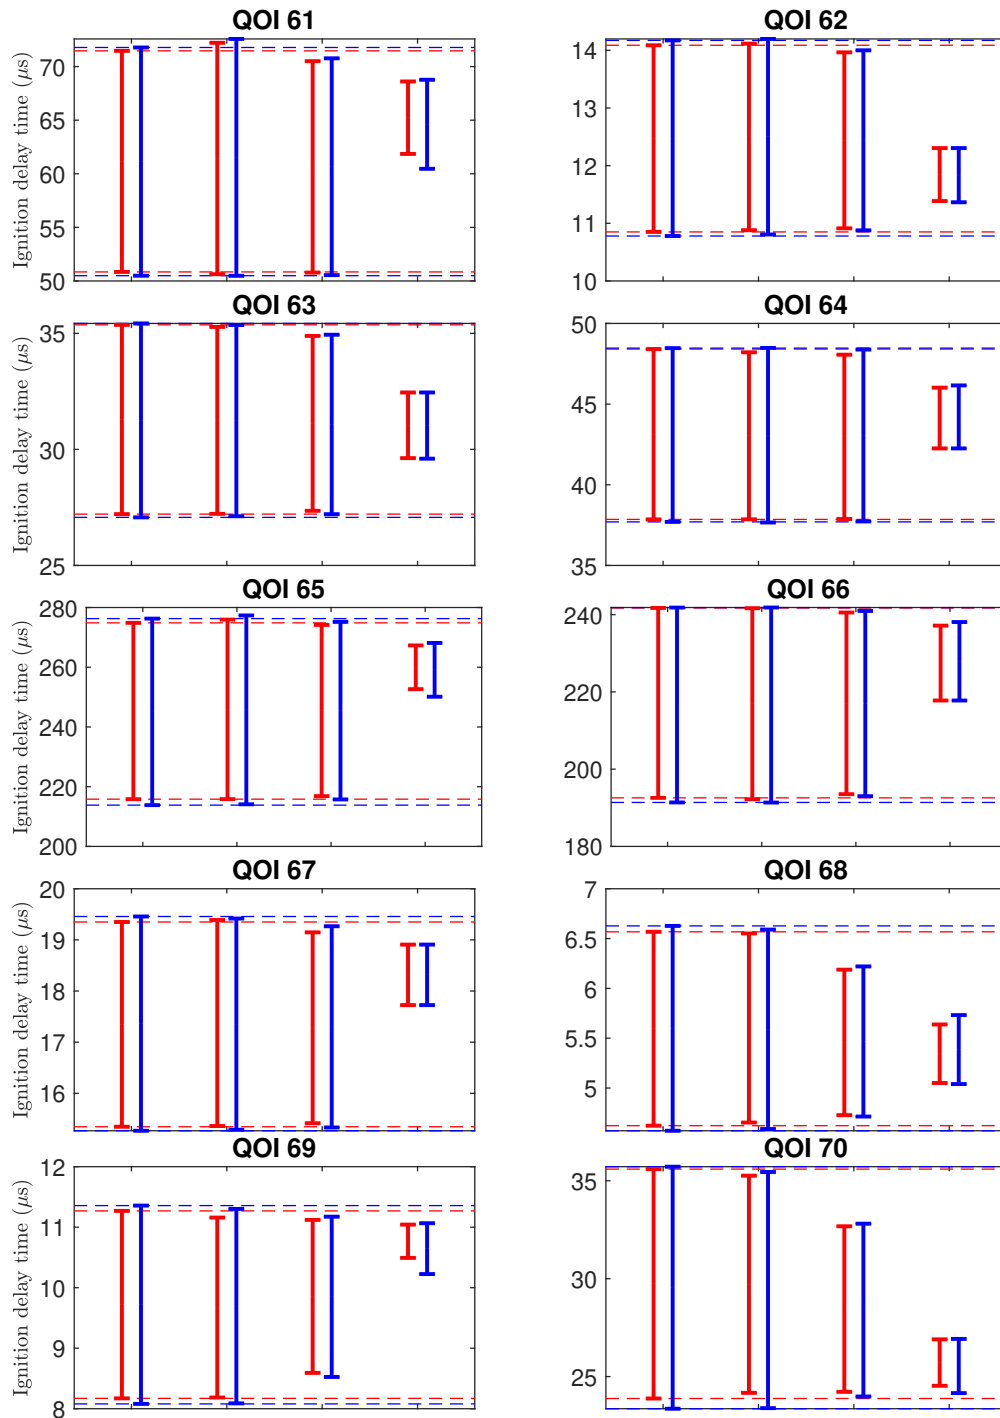 QOI 61
Ignition delay time (μs)
70
65
60
55
50
QOI 62
14
13
12
11
10
QOI 63
Ignition delay time (μs)
35
30
25
QOI 64
50
45
40
35
QOI 65
Ignition delay time (μs)
280
260
240
220
200
QOI 66
240
220
200
180
QOI 67
Ignition delay time (μs)
20
19
18
17
16
QOI 68
7
6.5
6
5.5
5
QOI 69
Ignition delay time (μs)
12
11
10
9
8
QOI 70
35
30
25